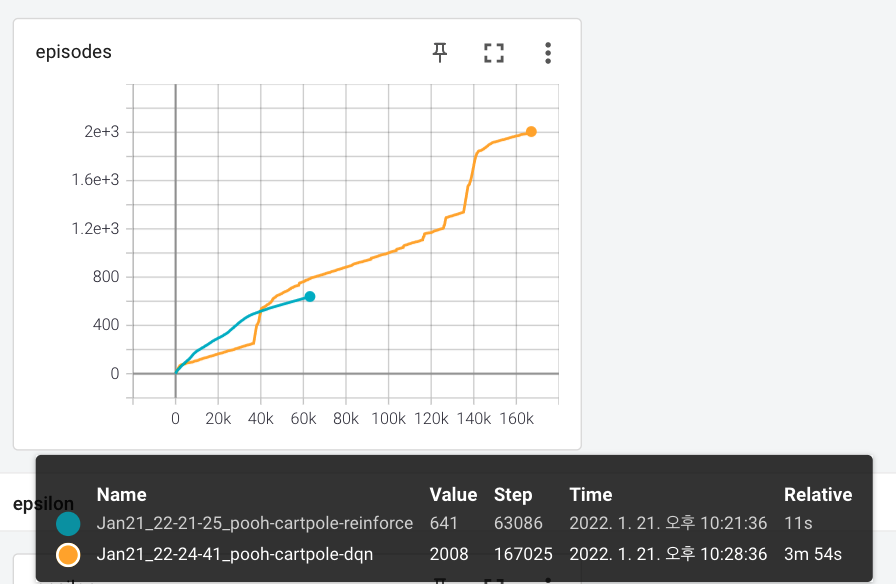 episodes
2e+3
1.6e+3
1.2e+3
800
400
0
0 20k 40k 60k 80k 100k 120k 140k 160k
epsilon
Name Value Step Time Relative
Jan21_22-21-25_pooh-cartpole-reinforce 641 63086 2022. 1. 21. 오후 10:21:36 11s
Jan21_22-24-41_pooh-cartpole-dqn 2008 167025 2022. 1. 21. 오후 10:28:36 3m 54s